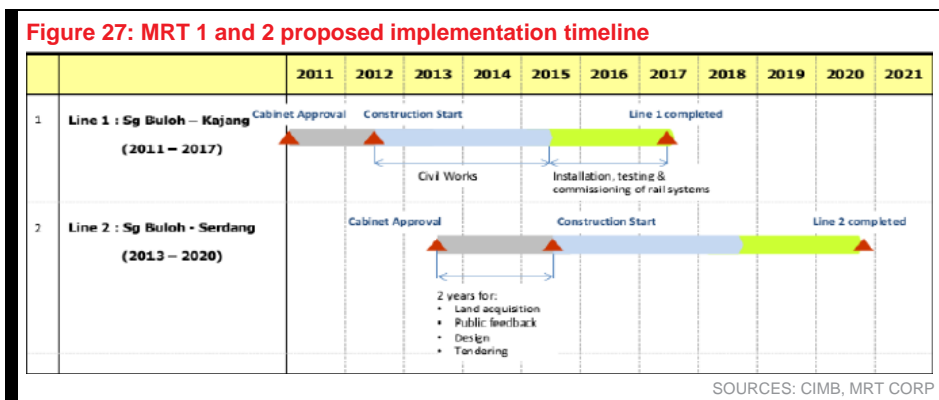 Figure 27: MRT 1 and 2 proposed implementation timeline
2011 2012 2013 2014 2015 2016 2017 2018 2019 2020 2021
Cabinet Approval Construction Start Line 1 completed
1 Line 1 : Sg Buloh – Kajang
(2011 – 2017)
Civil Works
Installation, testing &
commissioning of rail systems
Cabinet Approval Construction Start Line 2 completed
2 Line 2 : Sg Buloh - Serdang
(2013 – 2020)
2 years for:
• Land acquisition
• Public feedback
• Design
• Tendering
SOURCES: CIMB, MRT CORP